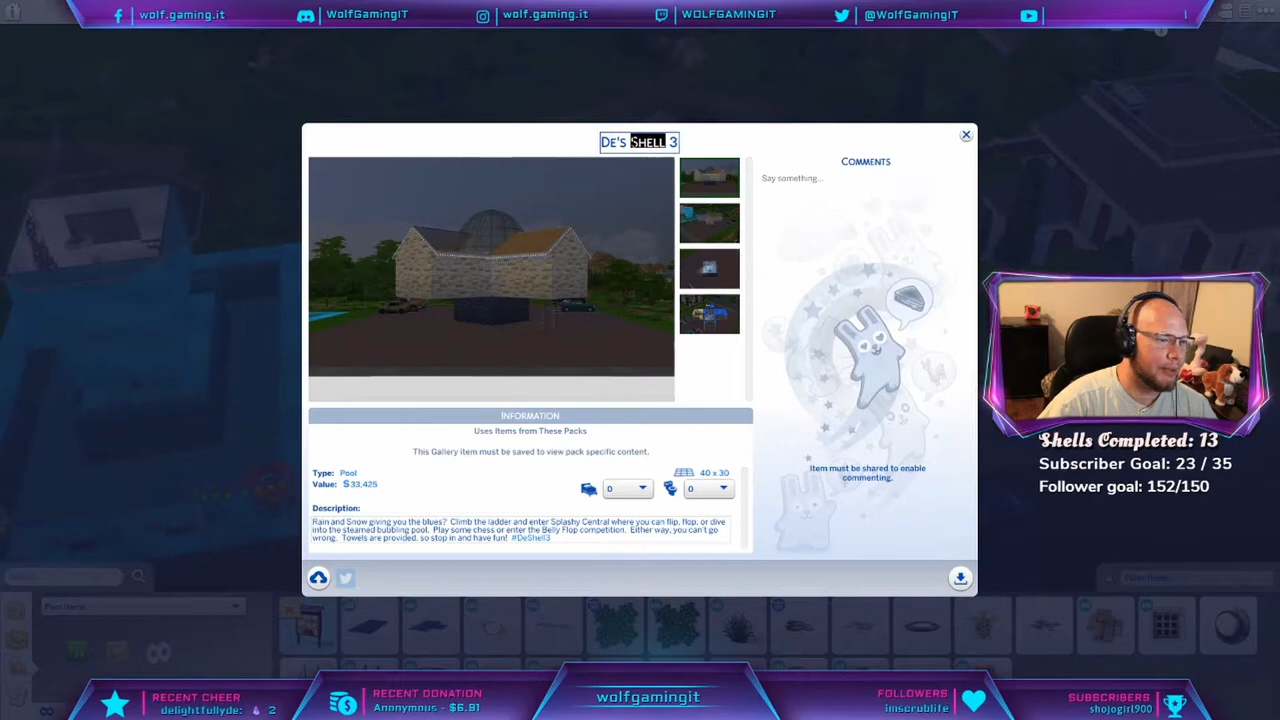 wolf.gaming.it
WolfGamingIT
wolf.gaming.it
WOLFGAMINGIT
@WolfGamingIT
DE'S SHELL 3
COMMENTS
Say something...
INFORMATION
Uses Items from These Packs
This Gallery item must be saved to view pack specific content.
Type: Pool
40 x 30
Value: $33,425
0
0
Description:
Rain and Snow giving you the blues? Climb the ladder and enter Splashy Central where you can flip, flop, or dive
into the steamed bubbling pool. Play some chess or enter the Belly Flop competition. Either way, you can't go
wrong. Towels are provided, so stop in and have fun! #DeShell3
Item must be shared to enable
commenting.
Shells Completed: 13
Subscriber Goal: 23 / 35
Follower goal: 152/150
RECENT CHEER
delightfullyde: 2
RECENT DONATION
Anonymous - $6.91
wolfgamingit
FOLLOWERS
imscrublife
SUBSCRIBERS
shojogirl900